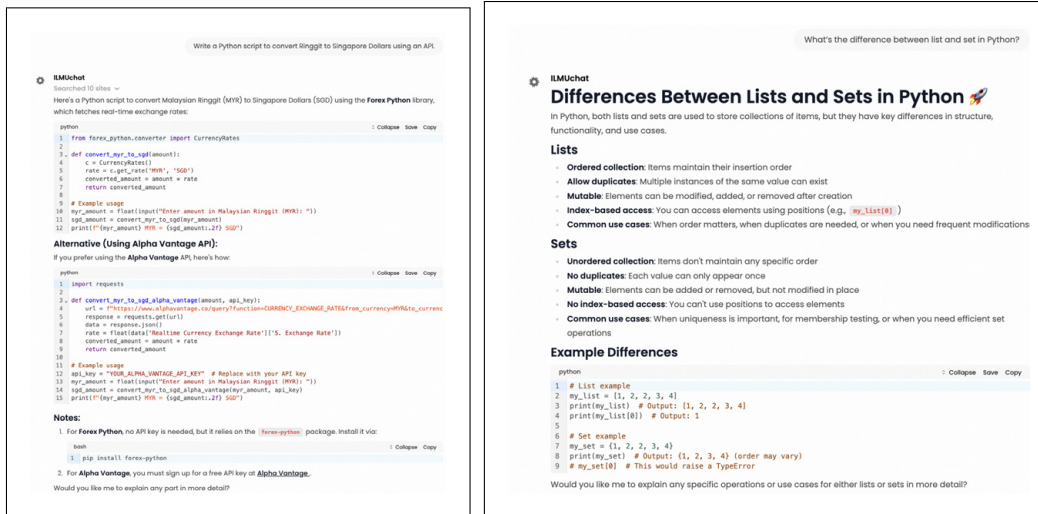 Write a Python script to convert Ringgit to Singapore Dollars using an API.
ILMUchat
Searched 10 sites
Here's a Python script to convert Malaysian Ringgit (MYR) to Singapore Dollars (SGD) using the Forex Python library,
which fetches real-time exchange rates:
python
Collapse Save Copy
1 from forex_python.converter import CurrencyRates
2
3 def convert_myr_to_sgd(amount):
4 c = CurrencyRates()
5 rate = c.get_rate('MYR', 'SGD')
6 converted_amount = amount * rate
7 return converted_amount
8
9 # Example usage
10 myr_amount = float(input("Enter amount in Malaysian Ringgit (MYR): "))
11 sgd_amount = convert_myr_to_sgd(myr_amount)
12 print(f"{myr_amount} MYR = {sgd_amount:.2f} SGD")
Alternative (Using Alpha Vantage API):
If you prefer using the Alpha Vantage API, here's how:
python
Collapse Save Copy
1 import requests
2
3 def convert_myr_to_sgd_alpha_vantage(amount, api_key):
4 url = f"https://www.alphavantage.co/query?function=CURRENCY_EXCHANGE_RATE&from_currency=MYR&to_currenc
5 response = requests.get(url)
6 data = response.json()
7 rate = float(data['Realtime Currency Exchange Rate']['5. Exchange Rate'])
8 converted_amount = amount * rate
9 return converted_amount
10
11 # Example usage
12 api_key = "YOUR_ALPHA_VANTAGE_API_KEY" # Replace with your API key
13 myr_amount = float(input("Enter amount in Malaysian Ringgit (MYR): "))
14 sgd_amount = convert_myr_to_sgd_alpha_vantage(myr_amount, api_key)
15 print(f"{myr_amount} MYR = {sgd_amount:.2f} SGD")
Notes:
1. For Forex Python, no API key is needed, but it relies on the forex-python package. Install it via:
bash
Collapse Save Copy
1 pip install forex-python
2. For Alpha Vantage, you must sign up for a free API key at Alpha Vantage.
Would you like me to explain any part in more detail?
What's the difference between list and set in Python?
ILMUchat
Differences Between Lists and Sets in Python 🚀
In Python, both lists and sets are used to store collections of items, but they have key differences in structure,
functionality, and use cases.
Lists
Ordered collection: Items maintain their insertion order
Allow duplicates: Multiple instances of the same value can exist
Mutable: Elements can be modified, added, or removed after creation
Index-based access: You can access elements using positions (e.g., my_list[0] )
Common use cases: When order matters, when duplicates are needed, or when you need frequent modifications
Sets
Unordered collection: Items don't maintain any specific order
No duplicates: Each value can only appear once
Mutable: Elements can be added or removed, but not modified in place
No index-based access: You can't use positions to access elements
Common use cases: When uniqueness is important, for membership testing, or when you need efficient set
operations
Example Differences
python
Collapse Save Copy
1 # List example
2 my_list = [1, 2, 2, 3, 4]
3 print(my_list) # Output: [1, 2, 2, 3, 4]
4 print(my_list[0]) # Output: 1
5
6 # Set example
7 my_set = {1, 2, 2, 3, 4}
8 print(my_set) # Output: {1, 2, 3, 4} (order may vary)
9 # my_set[0] # This would raise a TypeError
Would you like me to explain any specific operations or use cases for either lists or sets in more detail?